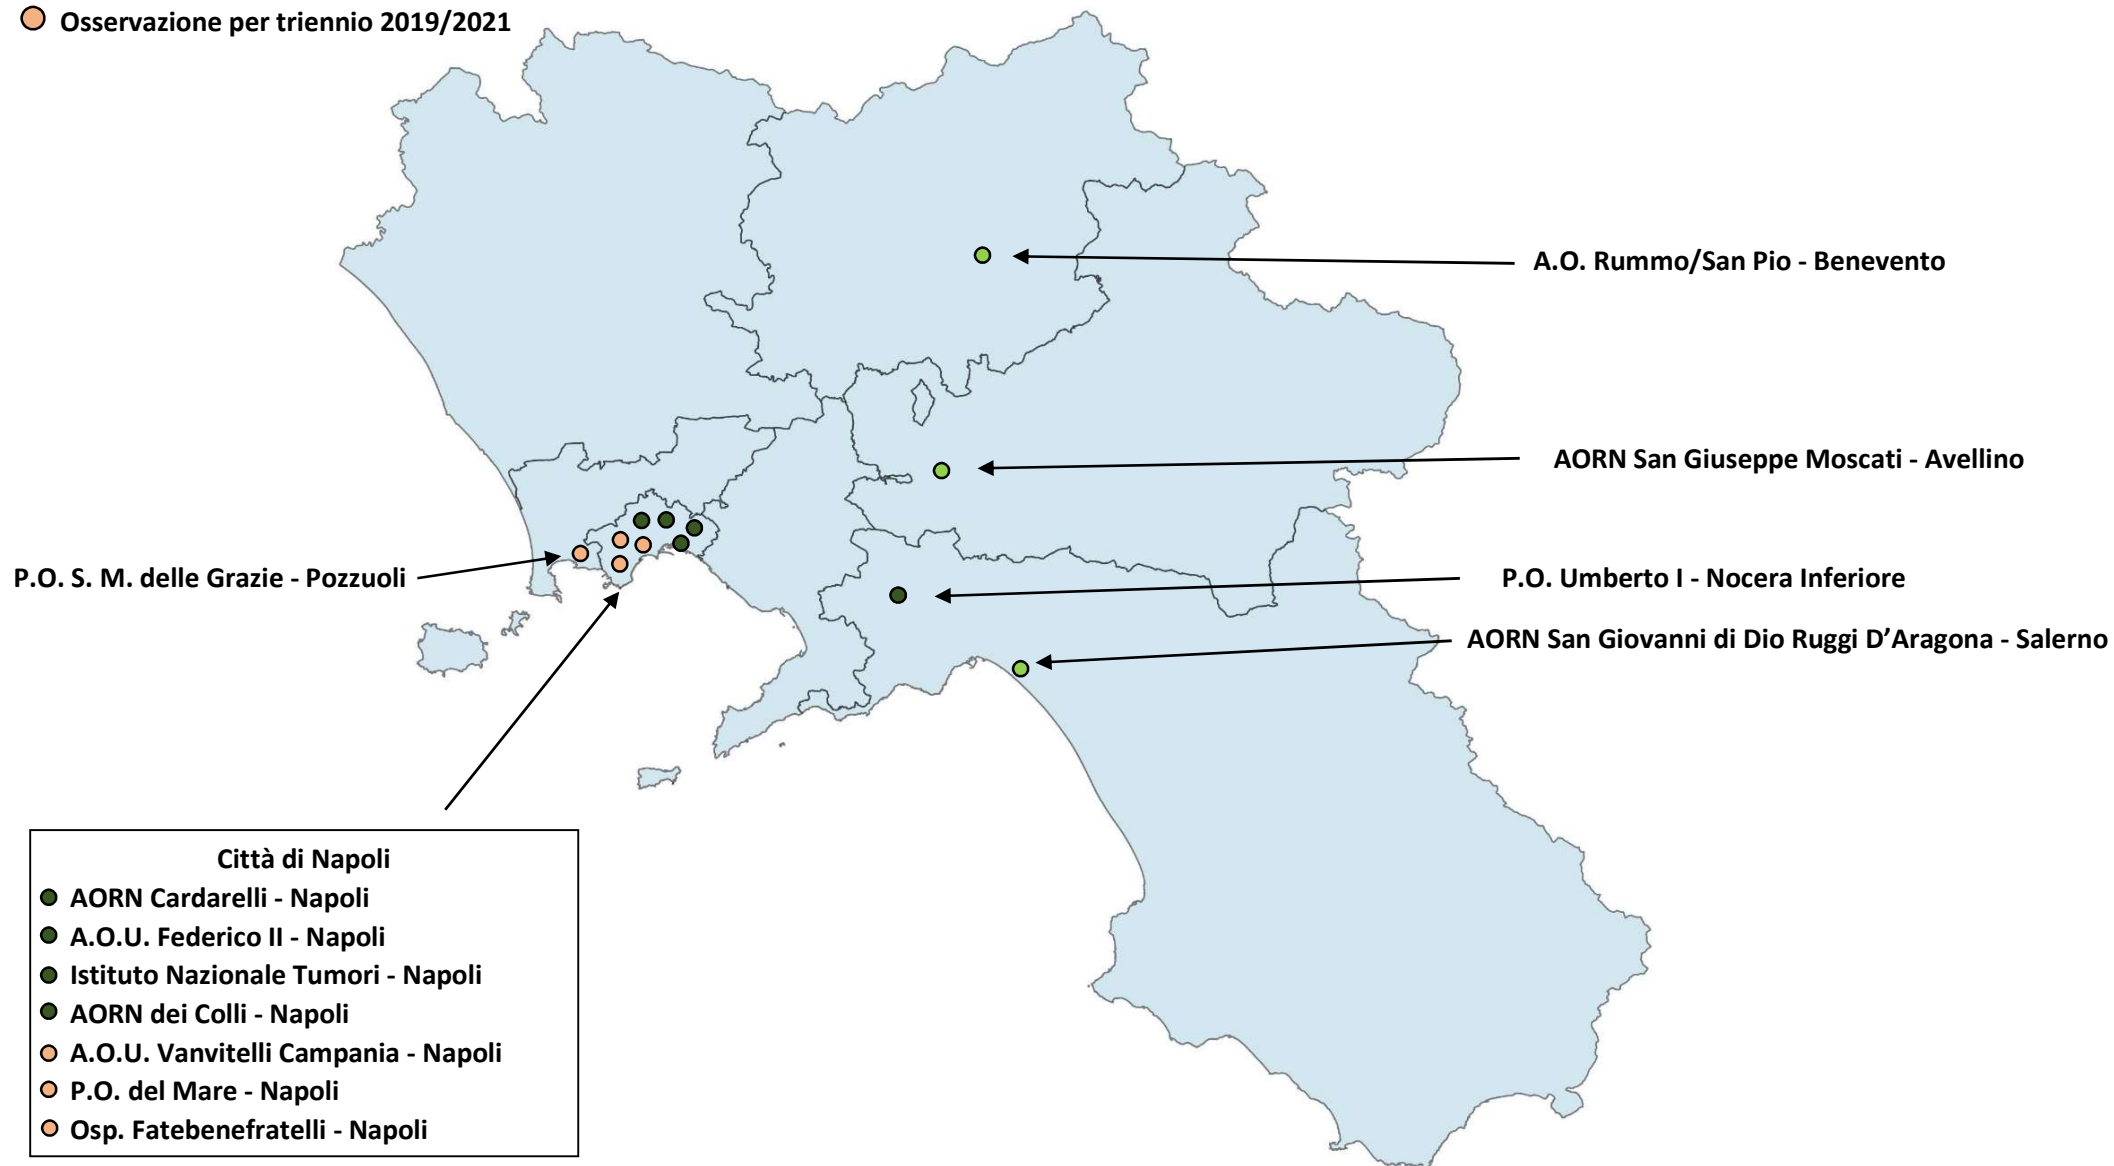 Osservazione per triennio 2019/2021
A.O. Rummo/San Pio - Benevento
AORN San Giuseppe Moscati - Avellino
P.O. S. M. delle Grazie - Pozzuoli
P.O. Umberto I - Nocera Inferiore
AORN San Giovanni di Dio Ruggi D’Aragona - Salerno
Città di Napoli
AORN Cardarelli - Napoli
A.O.U. Federico II - Napoli
Istituto Nazionale Tumori - Napoli
AORN dei Colli - Napoli
A.O.U. Vanvitelli Campania - Napoli
P.O. del Mare - Napoli
Osp. Fatebenefratelli - Napoli